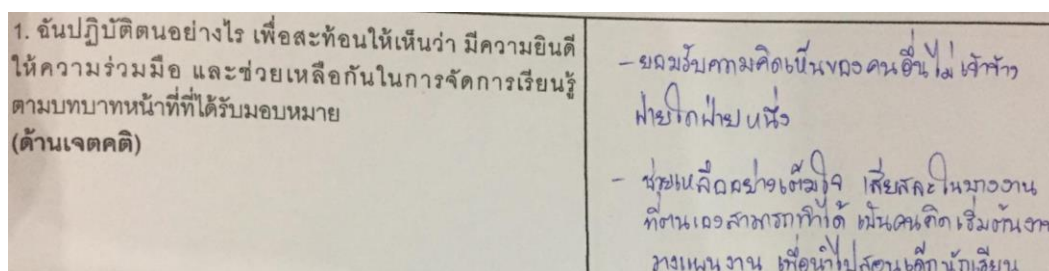 1. ฉันปฏิบัติตนอย่างไร เพื่อสะท้อนให้เห็นว่า มีความยินดี
ให้ความร่วมมือ และช่วยเหลือกันในการจัดการเรียนรู้
ตามบทบาทหน้าที่ที่ได้รับมอบหมาย
(ด้านเจตคติ)
- ยอมรับความคิดเห็นของคนอื่น ไม่เข้าข้าง
ฝ่ายใดฝ่ายหนึ่ง
- ช่วยเหลืออย่างเต็มใจ เสียสละในบางงาน
ที่ตนเองสามารถทำได้ เป็นคนคิดเริ่มต้นงาน
วางแผนงาน เพื่อนำไปสอนเด็กนักเรียน